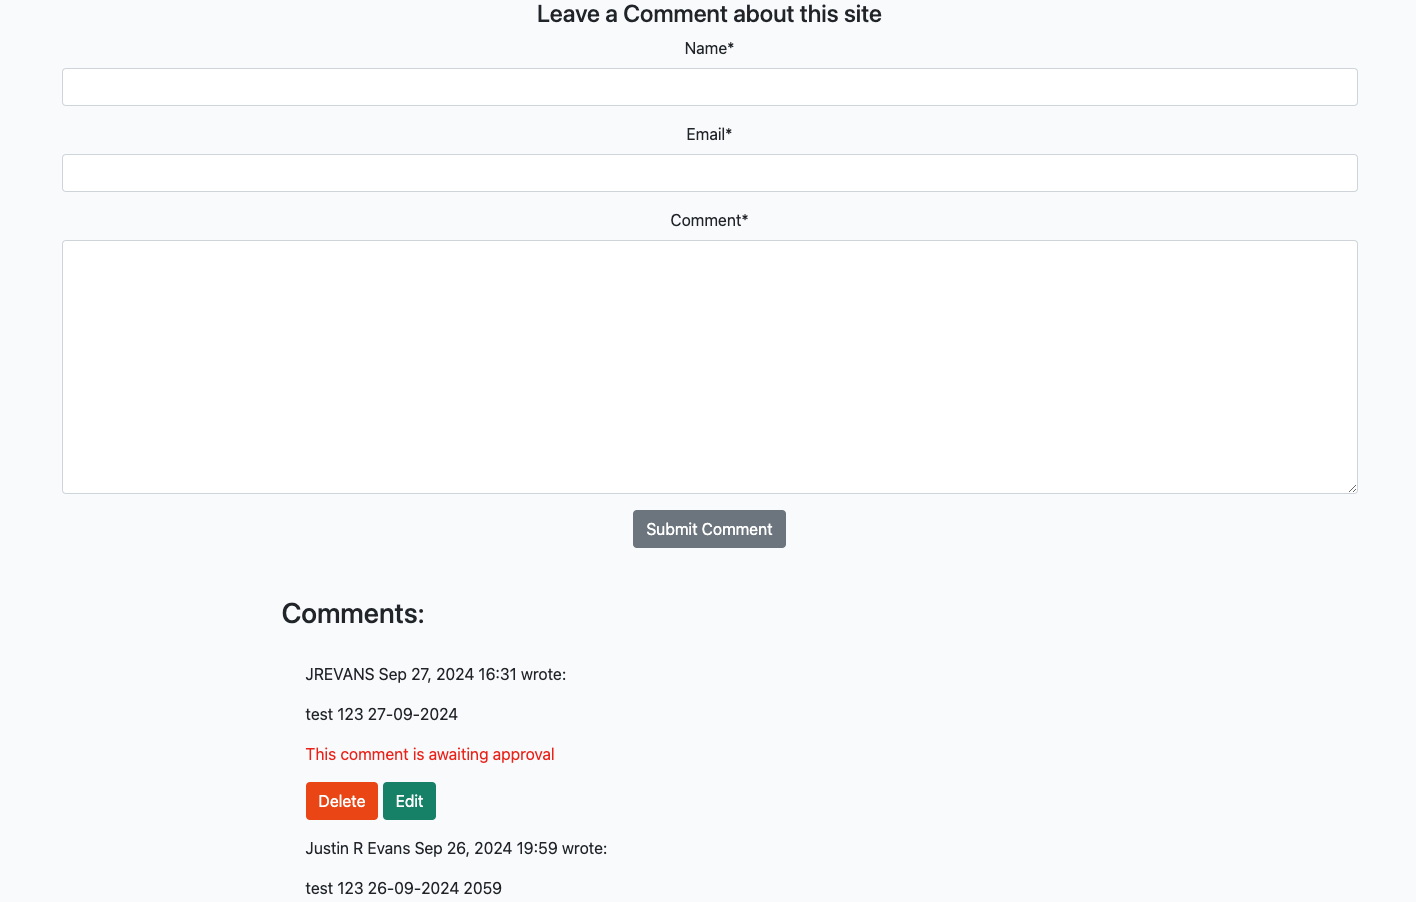 Leave a Comment about this site
Name*
Email*
Comment*
Submit Comment
Comments:
JREVANS Sep 27, 2024 16:31 wrote:
test 123 27-09-2024
This comment is awaiting approval
Delete Edit
Justin R Evans Sep 26, 2024 19:59 wrote:
test 123 26-09-2024 2059